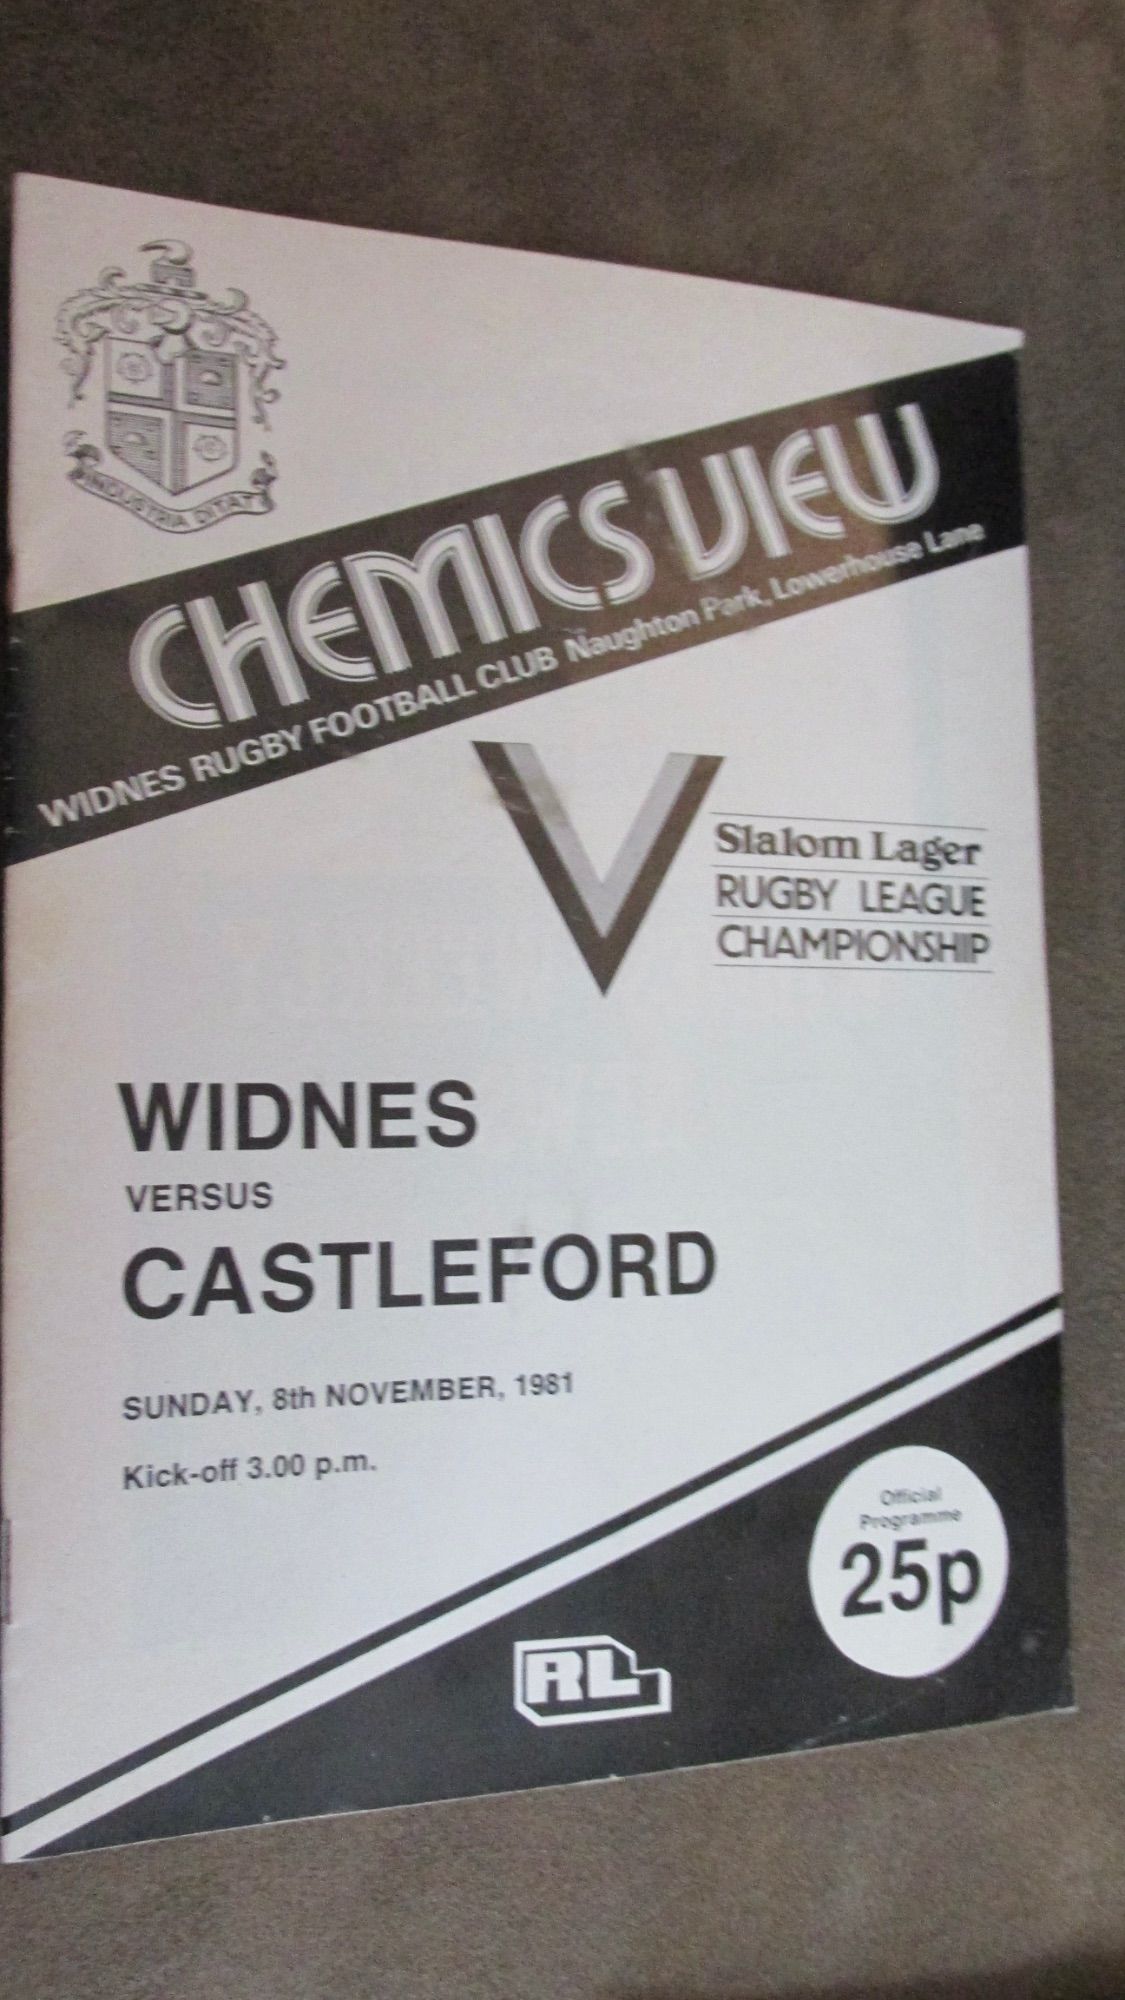 INDUSTRIA DITAT
CHEMICS VIEW
WIDNES RUGBY FOOTBALL CLUB Naughton Park, Lowerhouse Lane
Slalom Lager
RUGBY LEAGUE
CHAMPIONSHIP
WIDNES
VERSUS
CASTLEFORD
SUNDAY, 8th NOVEMBER, 1981
Kick-off 3.00 p.m.
Official
Programme
25p
RL